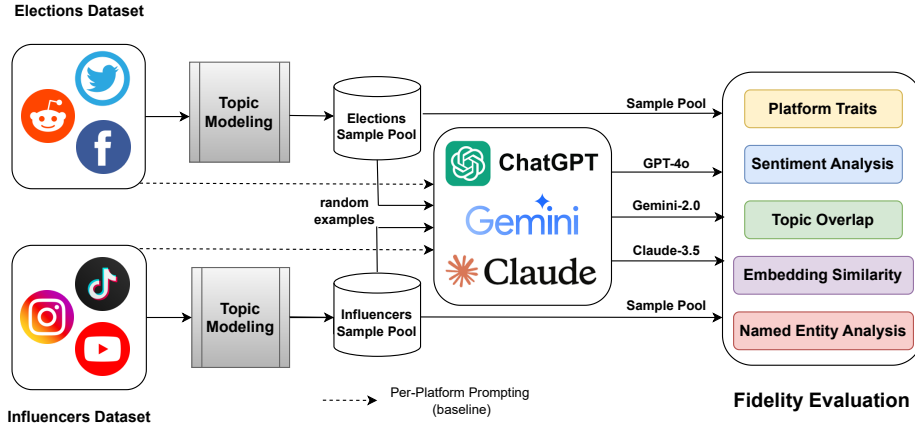 Elections Dataset
Topic
Modeling
Elections
Sample Pool
Sample Pool
ChatGPT
Gemini
Claude
random
examples
GPT-4o
Gemini-2.0
Claude-3.5
Sample Pool
Platform Traits
Sentiment Analysis
Topic Overlap
Embedding Similarity
Named Entity Analysis
Fidelity Evaluation
Topic
Modeling
Influencers
Sample Pool
Per-Platform Prompting
(baseline)
Influencers Dataset